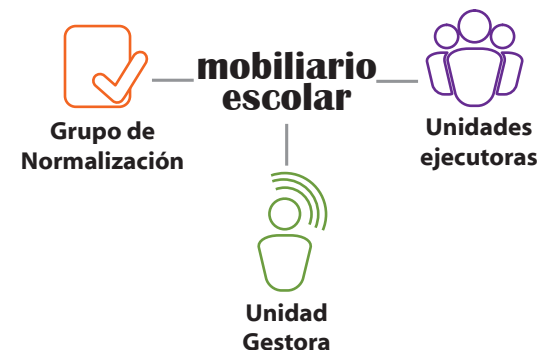 mobiliario
escolar
Grupo de
Normalización
Unidades
ejecutoras
Unidad
Gestora